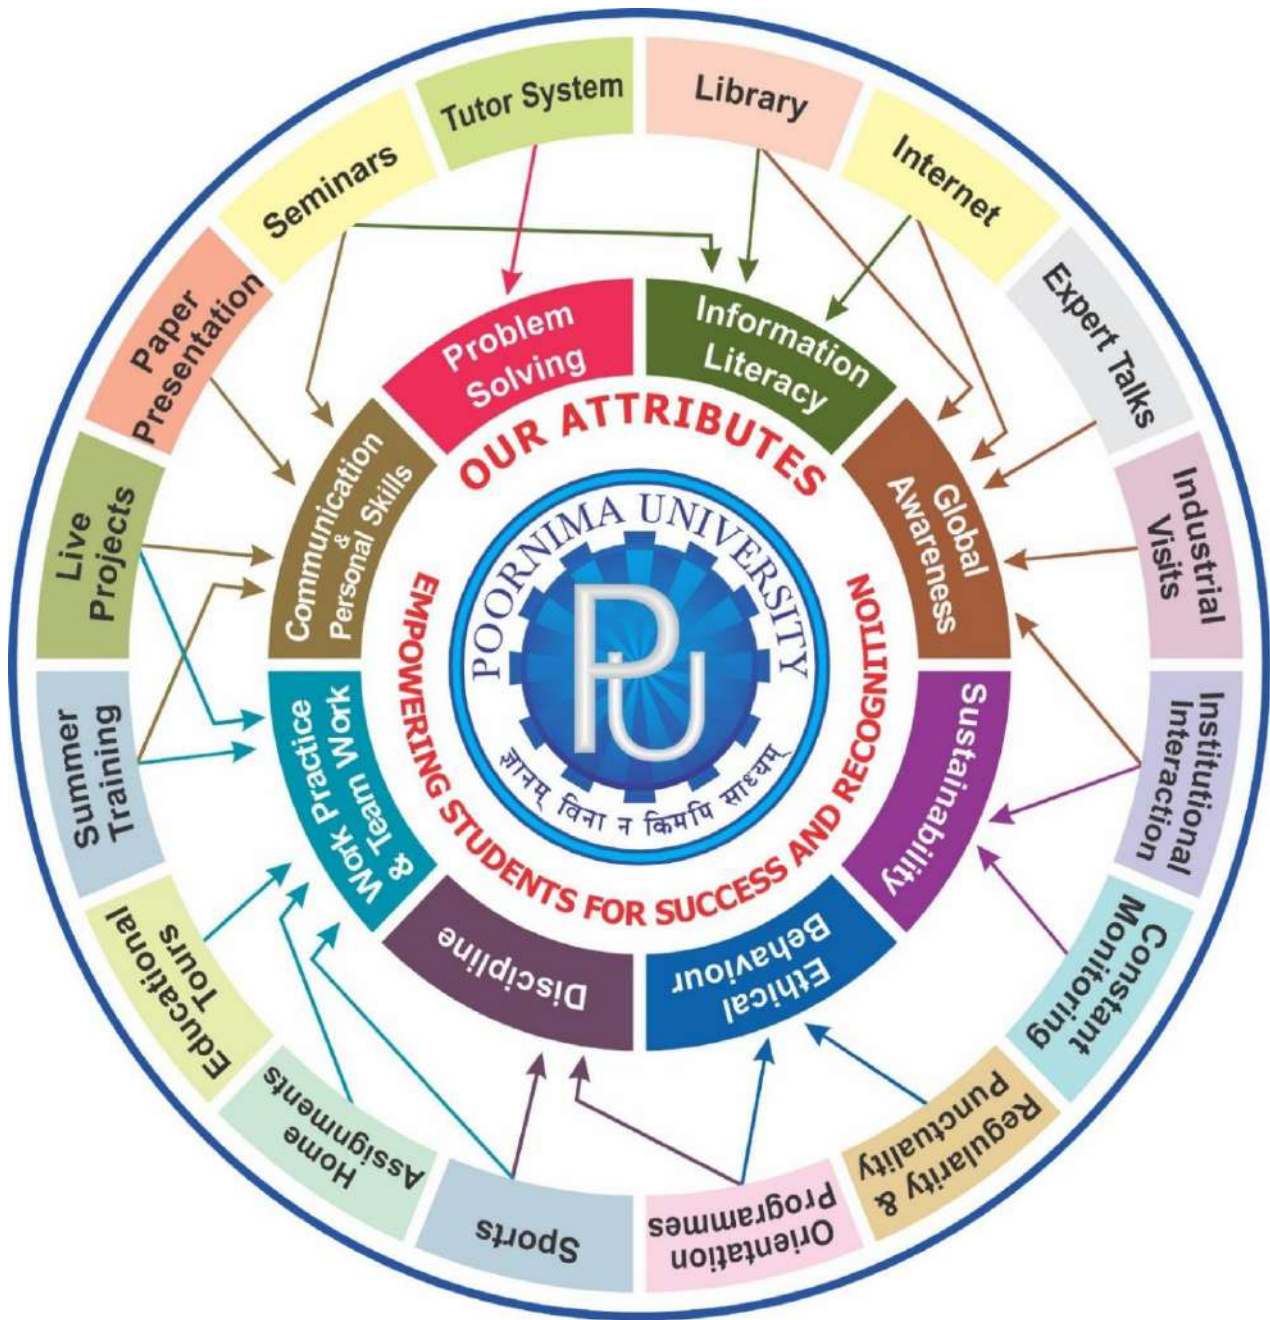 Tutor System
Library
Internet
Expert Talks
Industrial
Visits
Institutional
Interaction
Constant
Monitoring
Regularity &
Punctuality
Orientation
Programmes
Sports
Home
Assignments
Educational
Tours
Summer
Training
Live
Projects
Paper
Presentation
Seminars
Problem
Solving
Information
Literacy
Global
Awareness
Sustainability
Ethical
Behaviour
Discipline
Work Practice
& Team Work
Communication
&
Personal Skills
OUR ATTRIBUTES
EMPOWERING STUDENTS FOR SUCCESS AND RECOGNITION
POORNIMA UNIVERSITY
PU
ज्ञानम् विना न किमपि साध्यम्